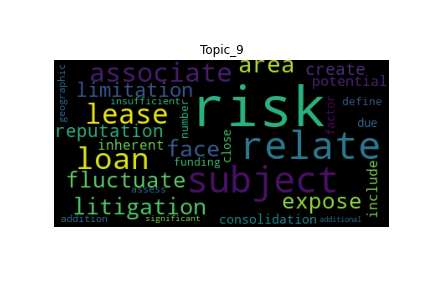 Topic_9
geographic
associate
area
create
potential
limitation
insufficient
risk
lease
number
factor
define
due
reputation
inherent
face
close
relate
loan
funding
fluctuate
assess
subject
include
litigation
expose
addition
significant
consolidation
additional